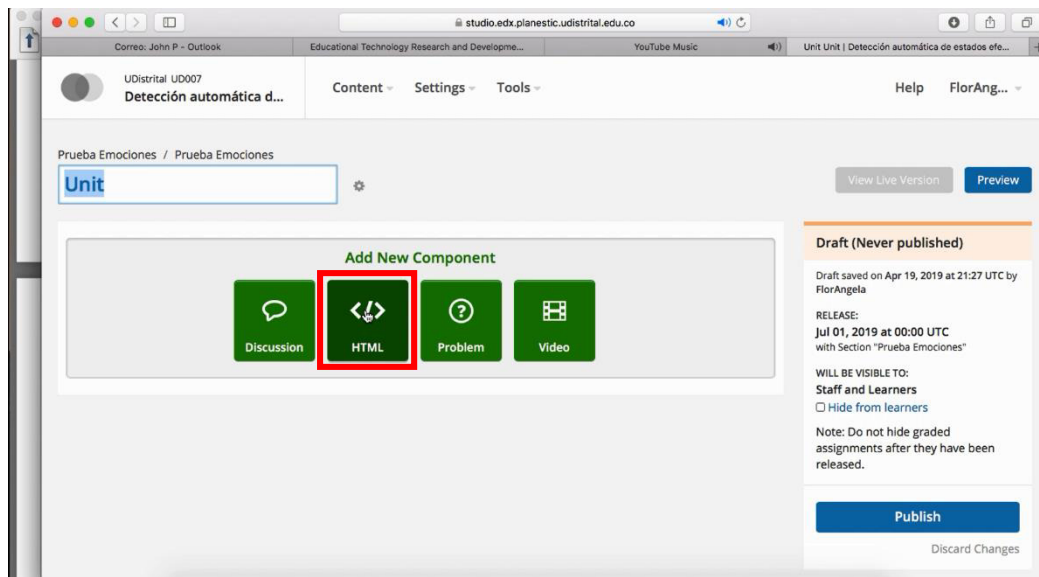 studio.edx.planestic.udistrital.edu.co
Correo: John P - Outlook
Educational Technology Research and Developme...
YouTube Music
Unit Unit | Detección automática de estados efe...
UDistrital UD007
Detección automática d...
Content
Settings
Tools
Help
FlorAng...
Prueba Emociones / Prueba Emociones
Unit
View Live Version
Preview
Add New Component
Discussion
HTML
Problem
Video
Draft (Never published)
Draft saved on Apr 19, 2019 at 21:27 UTC by
FlorAngela
RELEASE:
Jul 01, 2019 at 00:00 UTC
with Section "Prueba Emociones"
WILL BE VISIBLE TO:
Staff and Learners
Hide from learners
Note: Do not hide graded
assignments after they have been
released.
Publish
Discard Changes